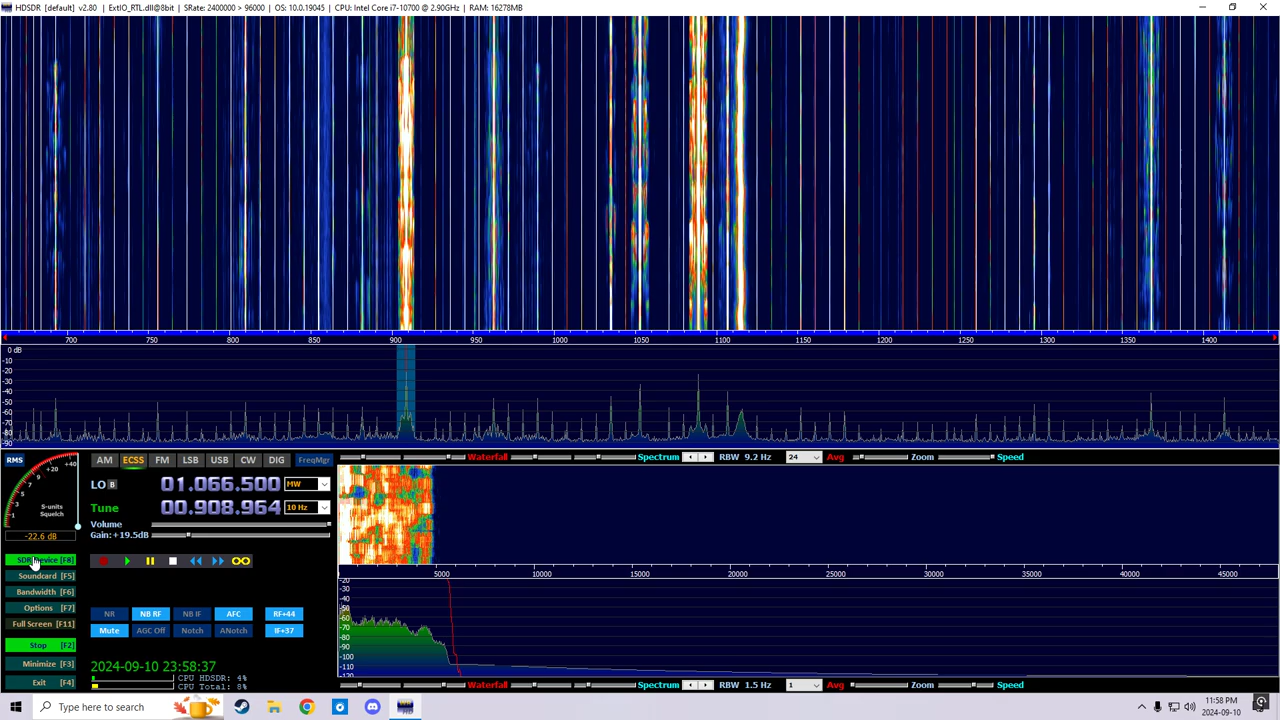 HDSDR [default] v2.80 | ExtIO_RTL.dll@8bit | SRate: 2400000 > 96000 | OS: 10.0.19045 | CPU: Intel Core i7-10700 @ 2.90GHz | RAM: 16278MB
700 750 800 850 900 950 1000 1050 1100 1150 1200 1250 1300 1350 1400
0 dB
-10
-20
-30
-40
-50
-60
-70
-80
-90
RMS
+20 +40
1 3 5 7 9
S-units
Squelch
-22.6 dB
AM ECSS FM LSB USB CW DIG FreqMgr
Waterfall Spectrum RBW 9.2 Hz 24 Avg Zoom Speed
LO B 01.066.500 MW
Tune 00.908.964 10 Hz
Volume
Gain: +19.5dB
SDR-Device [F8]
Soundcard [F5]
Bandwidth [F6]
Options [F7]
Full Screen [F11]
Stop [F2]
Minimize [F3]
Exit [F4]
NR NB RF NB IF AFC RF+44
Mute AGC Off Notch ANotch IF+37
2024-09-10 23:58:37
CPU HDSDR: 4%
CPU Total: 8%
5000 10000 15000 20000 25000 30000 35000 40000 45000
-20
-30
-40
-50
-60
-70
-80
-90
-100
-110
-120
Waterfall Spectrum RBW 1.5 Hz 1 Avg Zoom Speed
Type here to search
11:58 PM
2024-09-10